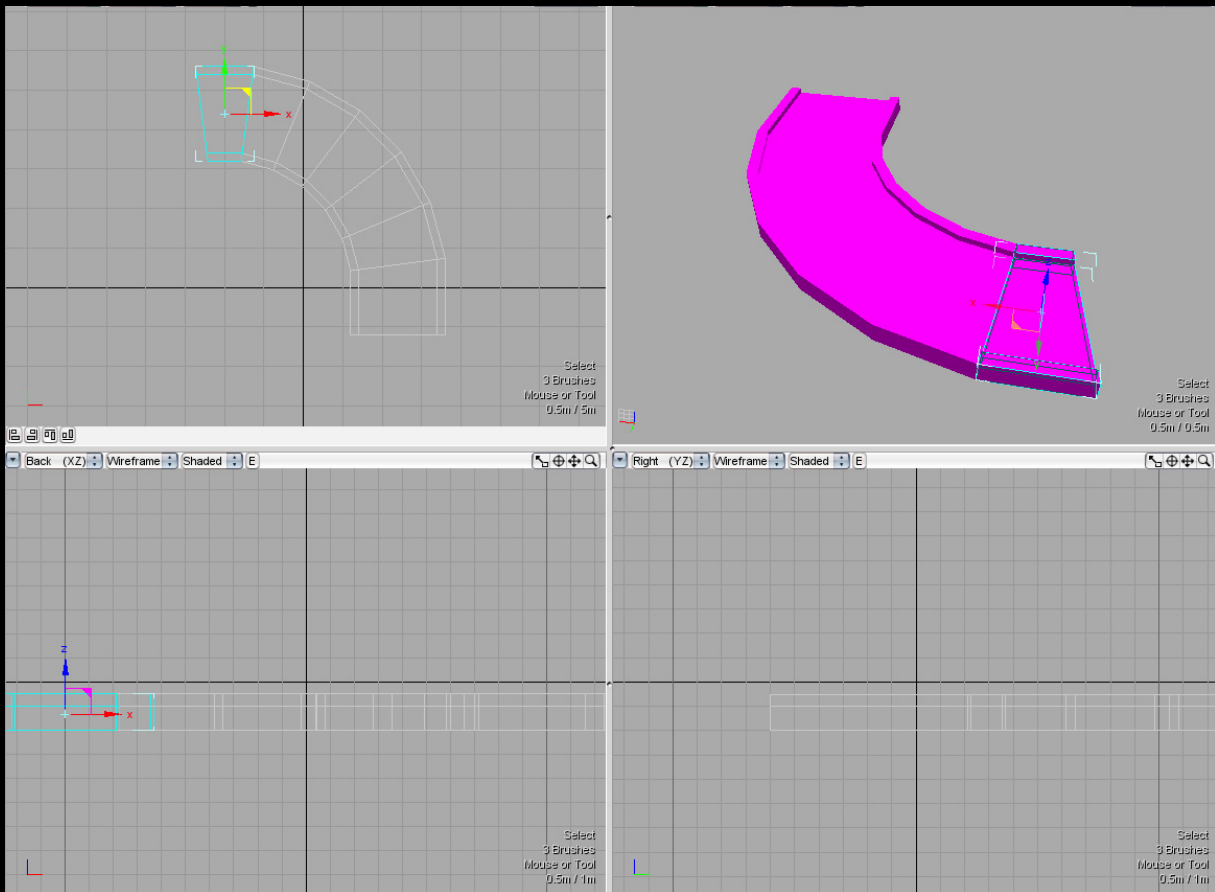 Y
x
Select
3 Brushes
Mouse or Tool
0.5m / 5m
x
Select
3 Brushes
Mouse or Tool
0.5m / 0.5m
Back (XZ) Wireframe Shaded E
Right (YZ) Wireframe Shaded E
z
x
Select
3 Brushes
Mouse or Tool
0.5m / 1m
Select
3 Brushes
Mouse or Tool
0.5m / 1m